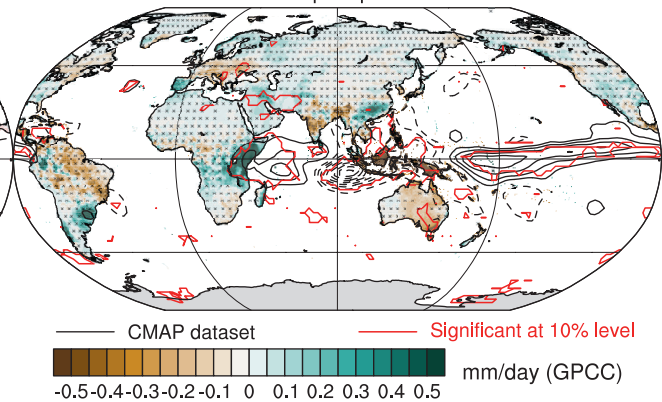 CMAP dataset
Significant at 10% level
mm/day (GPCC)
-0.5-0.4-0.3-0.2 -0.1 0 0.1 0.2 0.3 0.4 0.5